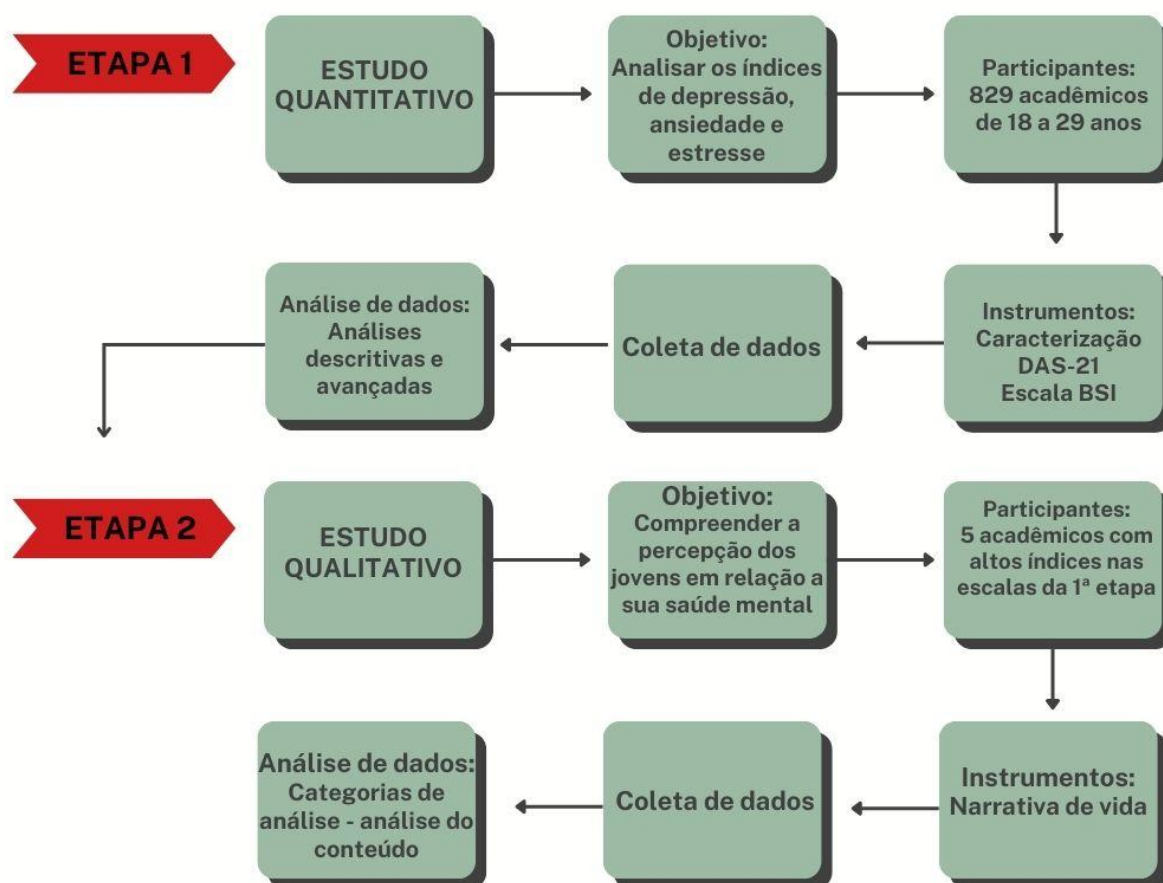 ETAPA 1
ESTUDO
QUANTITATIVO
Objetivo:
Analisar os índices
de depressão,
ansiedade e
estresse
Participantes:
829 acadêmicos
de 18 a 29 anos
Instrumentos:
Caracterização
DAS-21
Escala BSI
Coleta de dados
Análise de dados:
Análises
descritivas e
avançadas
ETAPA 2
ESTUDO
QUALITATIVO
Objetivo:
Compreender a
percepção dos
jovens em relação a
sua saúde mental
Participantes:
5 acadêmicos com
altos índices nas
escalas da 1ª etapa
Instrumentos:
Narrativa de vida
Coleta de dados
Análise de dados:
Categorias de
análise - análise do
conteúdo